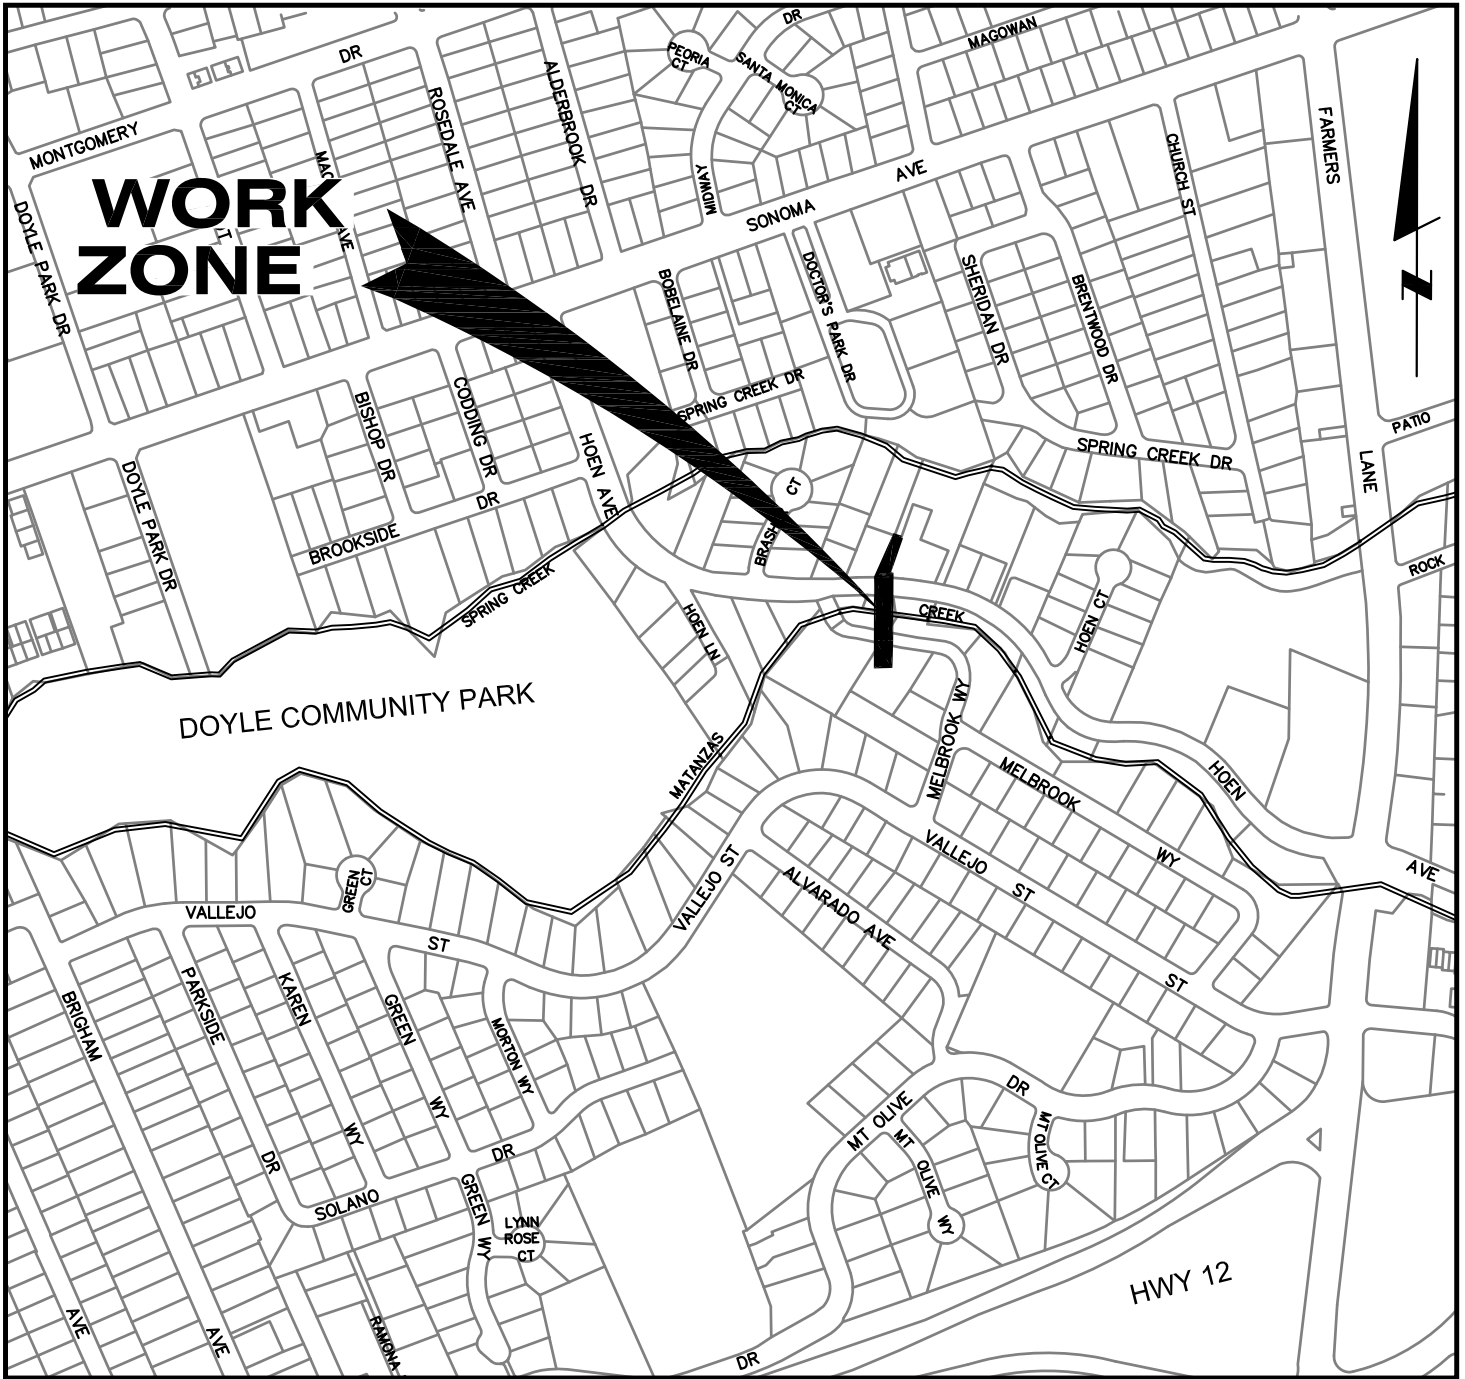 DR
MAGOWAN
DR
PEORIA
CT
SANTA MONICA
CT
ALDERBROOK DR
ROSEDALE AVE
MONTGOMERY
FARMERS
CHURCH ST
AVE
MIDWAY
SONOMA
WORK
ZONE
AVE
DOYLE PARK DR
DOCTOR'S PARK DR
SHERIDAN DR
BOBELAINE DR
BRENTWOOD DR
SPRING CREEK DR
CODDING DR
BISHOP DR
PATIO
SPRING CREEK DR
LANE
HOEN AVE
DOYLE PARK DR
CT
DR
BROOKSIDE
SPRING CREEK
ROCK
HOEN LN
CREEK
HOEN CT
DOYLE COMMUNITY PARK
MELBROOK WY
MATANZAS
MELBROOK
HOEN
WY
AVE
VALLEJO
ST
VALLEJO ST
ALVARADO AVE
GREEN
CT
VALLEJO
ST
ST
PARKSIDE
KAREN
GREEN
BRIGHAM
MORTON WY
WY
WY
DR
MT OLIVE
DR
MT OLIVE CT
MT OLIVE
WY
DR
SOLANO
GREEN WY
LYNN
ROSE
CT
HWY 12
AVE
AVE
RAMONA
DR